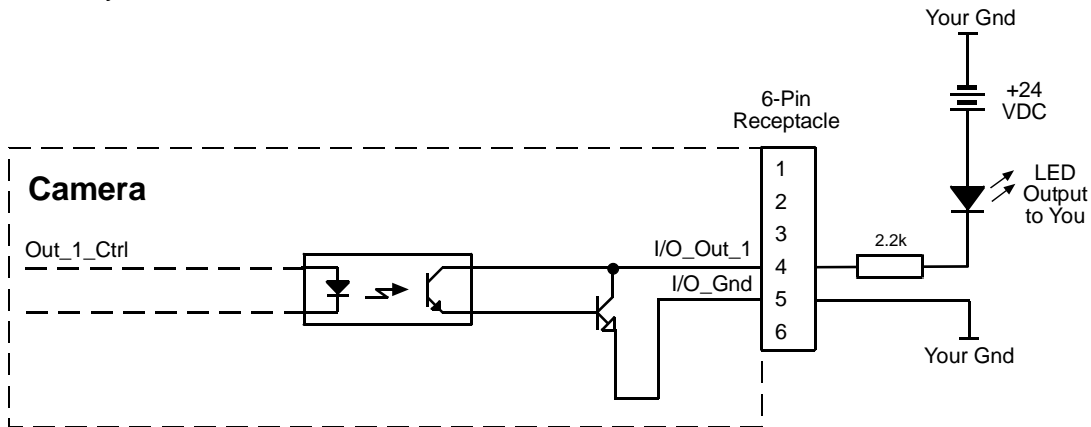 Your Gnd
+24
VDC
6-Pin
Receptacle
Camera
1
2
3
4
5
6
LED
Output
to You
Out_1_Ctrl
I/O_Out_1
2.2k
I/O_Gnd
Your Gnd